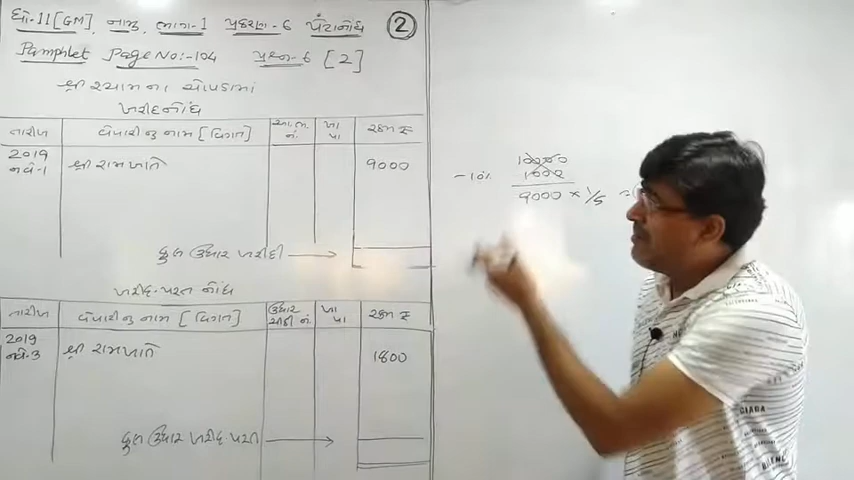 ધો-11[GM], નામુ, ભાગ-1 પ્રકરણ-6 પેટાનોંધ (2)
Pamphlet Page No:-104 પ્રશ્ન-6 [2]
શ્રી શ્યામના ચોપડામાં
ખરીદનોંધ
તારીખ વેપારીનું નામ [વિગત] આ.ભ. નં. ખા પા રકમ ₹
2019 નવે-1 શ્રી રામ ખાતે 9000
કુલ ઉધાર ખરીદી
ખરીદ-પરત નોંધ
તારીખ વેપારીનું નામ [વિગત] ઉધાર ચિઠ્ઠી નં. ખા પા રકમ ₹
2019 નવે-3 શ્રી રામ ખાતે 1800
કુલ ઉધાર ખરીદ-પરત
10000
-10% 1000
9000 × 1/5 =